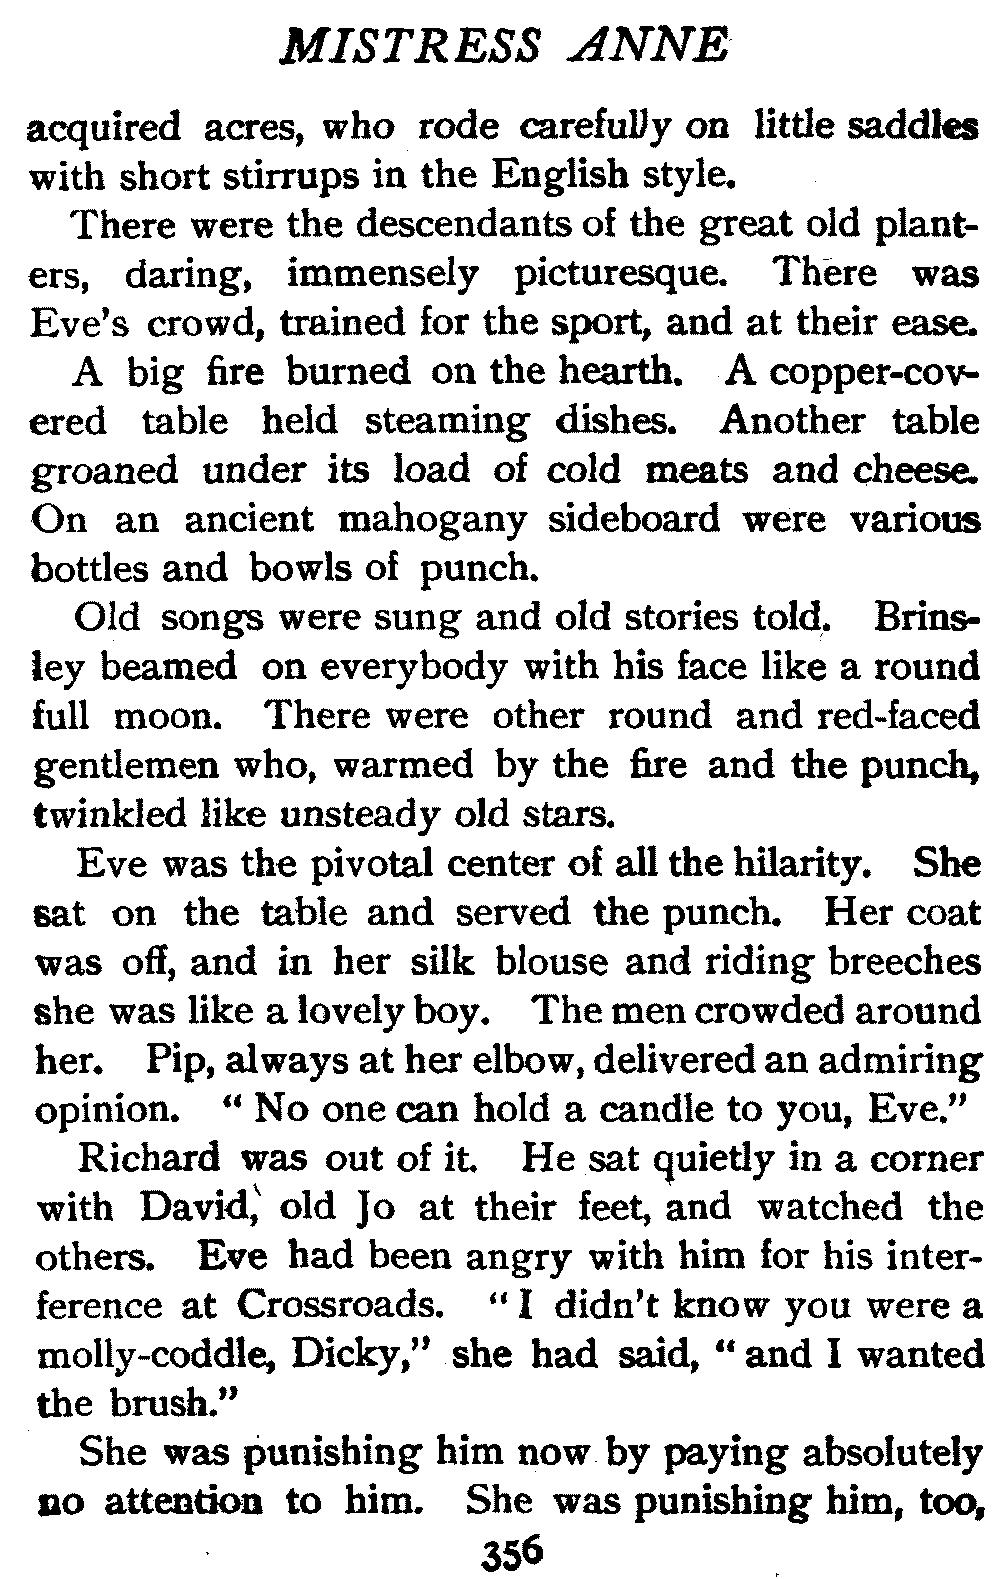 MISTRESS ANNE
acquired acres, who rode carefully on little saddles
with short stirrups in the English style.
There were the descendants of the great old plant-
ers, daring, immensely picturesque. There was
Eve's crowd, trained for the sport, and at their ease.
A big fire burned on the hearth. A copper-cov-
ered table held steaming dishes. Another table
groaned under its load of cold meats and cheese.
On an ancient mahogany sideboard were various
bottles and bowls of punch.
Old songs were sung and old stories told. Brins-
ley beamed on everybody with his face like a round
full moon. There were other round and red-faced
gentlemen who, warmed by the fire and the punch,
twinkled like unsteady old stars.
Eve was the pivotal center of all the hilarity. She
sat on the table and served the punch. Her coat
was off, and in her silk blouse and riding breeches
she was like a lovely boy. The men crowded around
her. Pip, always at her elbow, delivered an admiring
opinion. "No one can hold a candle to you, Eve."
Richard was out of it. He sat quietly in a corner
with David, old Jo at their feet, and watched the
others. Eve had been angry with him for his inter-
ference at Crossroads. "I didn't know you were a
molly-coddle, Dicky," she had said, "and I wanted
the brush."
She was punishing him now by paying absolutely
no attention to him. She was punishing him, too,
356